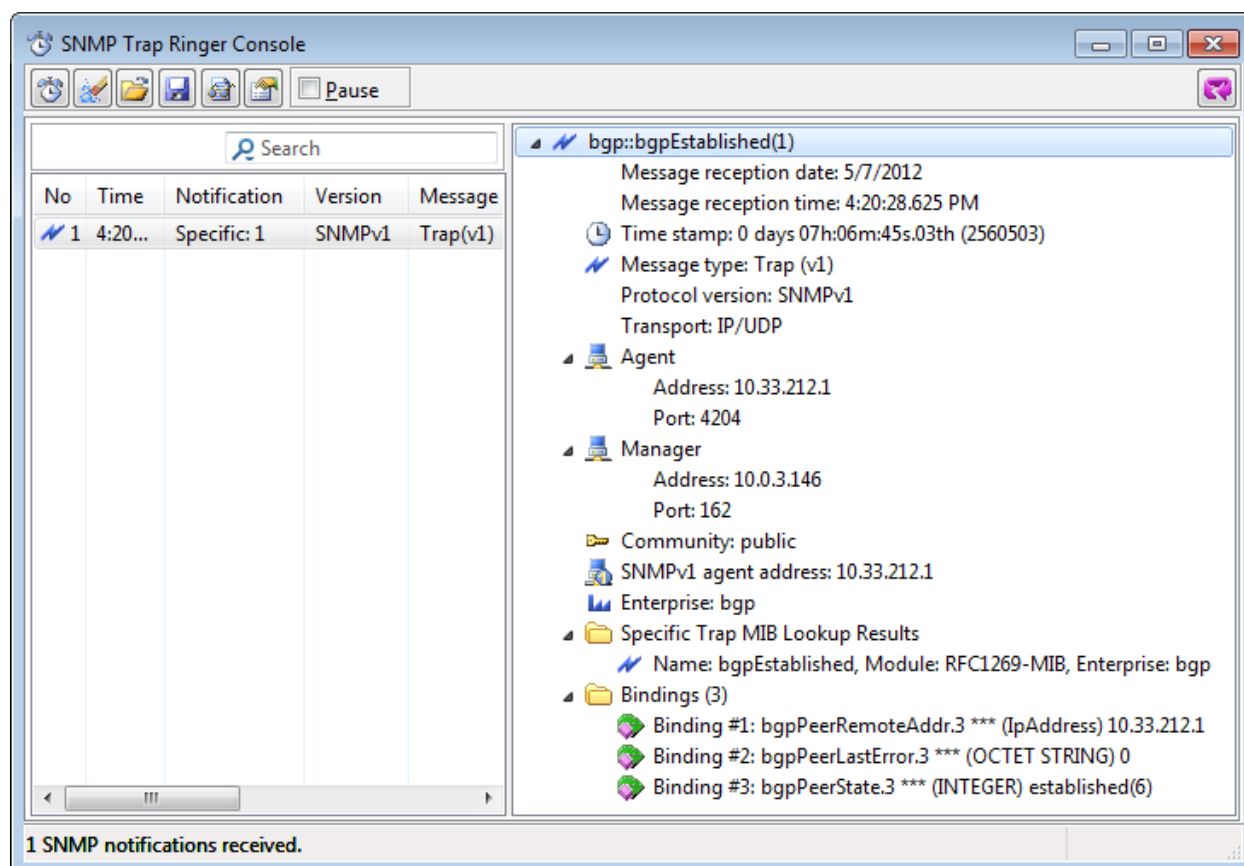 SNMP Trap Ringer Console
Pause
Search
No Time Notification Version Message
1 4:20... Specific: 1 SNMPv1 Trap(v1)
bgp::bgpEstablished(1)
Message reception date: 5/7/2012
Message reception time: 4:20:28.625 PM
Time stamp: 0 days 07h:06m:45s.03th (2560503)
Message type: Trap (v1)
Protocol version: SNMPv1
Transport: IP/UDP
Agent
Address: 10.33.212.1
Port: 4204
Manager
Address: 10.0.3.146
Port: 162
Community: public
SNMPv1 agent address: 10.33.212.1
Enterprise: bgp
Specific Trap MIB Lookup Results
Name: bgpEstablished, Module: RFC1269-MIB, Enterprise: bgp
Bindings (3)
Binding #1: bgpPeerRemoteAddr.3 *** (IpAddress) 10.33.212.1
Binding #2: bgpPeerLastError.3 *** (OCTET STRING) 0
Binding #3: bgpPeerState.3 *** (INTEGER) established(6)
1 SNMP notifications received.